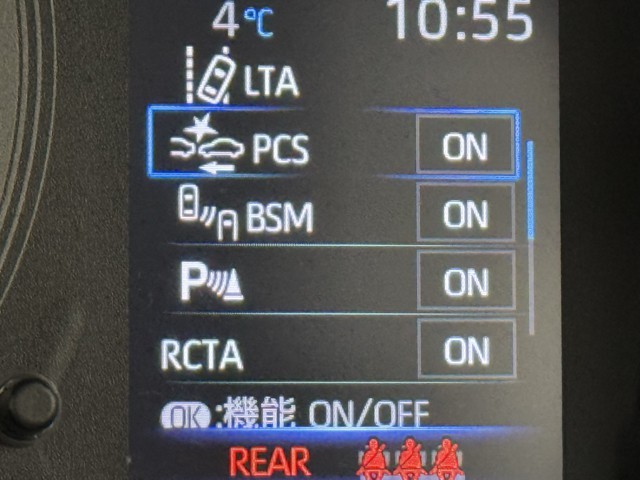 4℃ 10:55
LTA
PCS ON
BSM ON
P ON
RCTA ON
OK:機能 ON/OFF
REAR